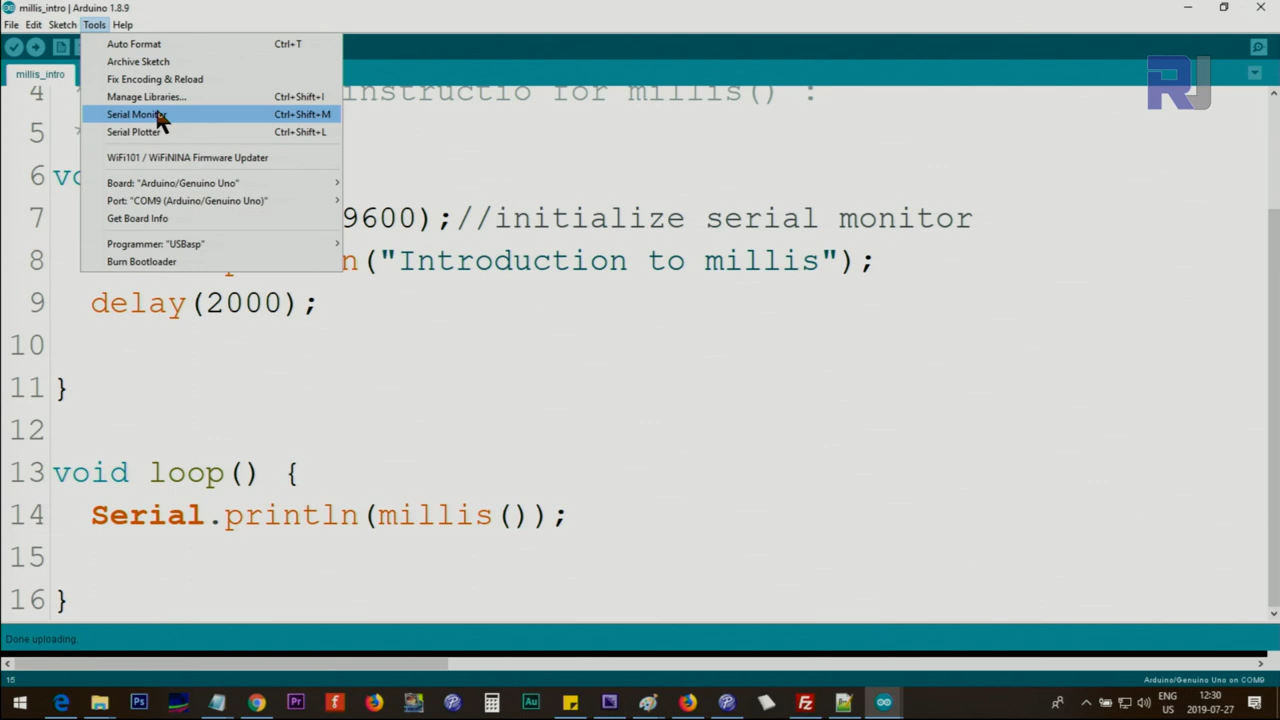 millis_intro | Arduino 1.8.9
File Edit Sketch Tools Help
Auto Format Ctrl+T
Archive Sketch
Fix Encoding & Reload
Manage Libraries... Ctrl+Shift+I
Serial Monitor Ctrl+Shift+M
Serial Plotter Ctrl+Shift+L
WiFi101 / WiFiNINA Firmware Updater
Board: "Arduino/Genuino Uno"
Port: "COM9 (Arduino/Genuino Uno)"
Get Board Info
Programmer: "USBasp"
Burn Bootloader
millis_intro
RJ
4 * instructio for millis() :
5 *
6 vo
7 9600);//initialize serial monitor
8 n("Introduction to millis");
9 delay(2000);
10
11 }
12
13 void loop() {
14 Serial.println(millis());
15
16 }
Done uploading.
15 Arduino/Genuino Uno on COM9
Ps Pr f Au Fz
ENG 12:30
US 2019-07-27